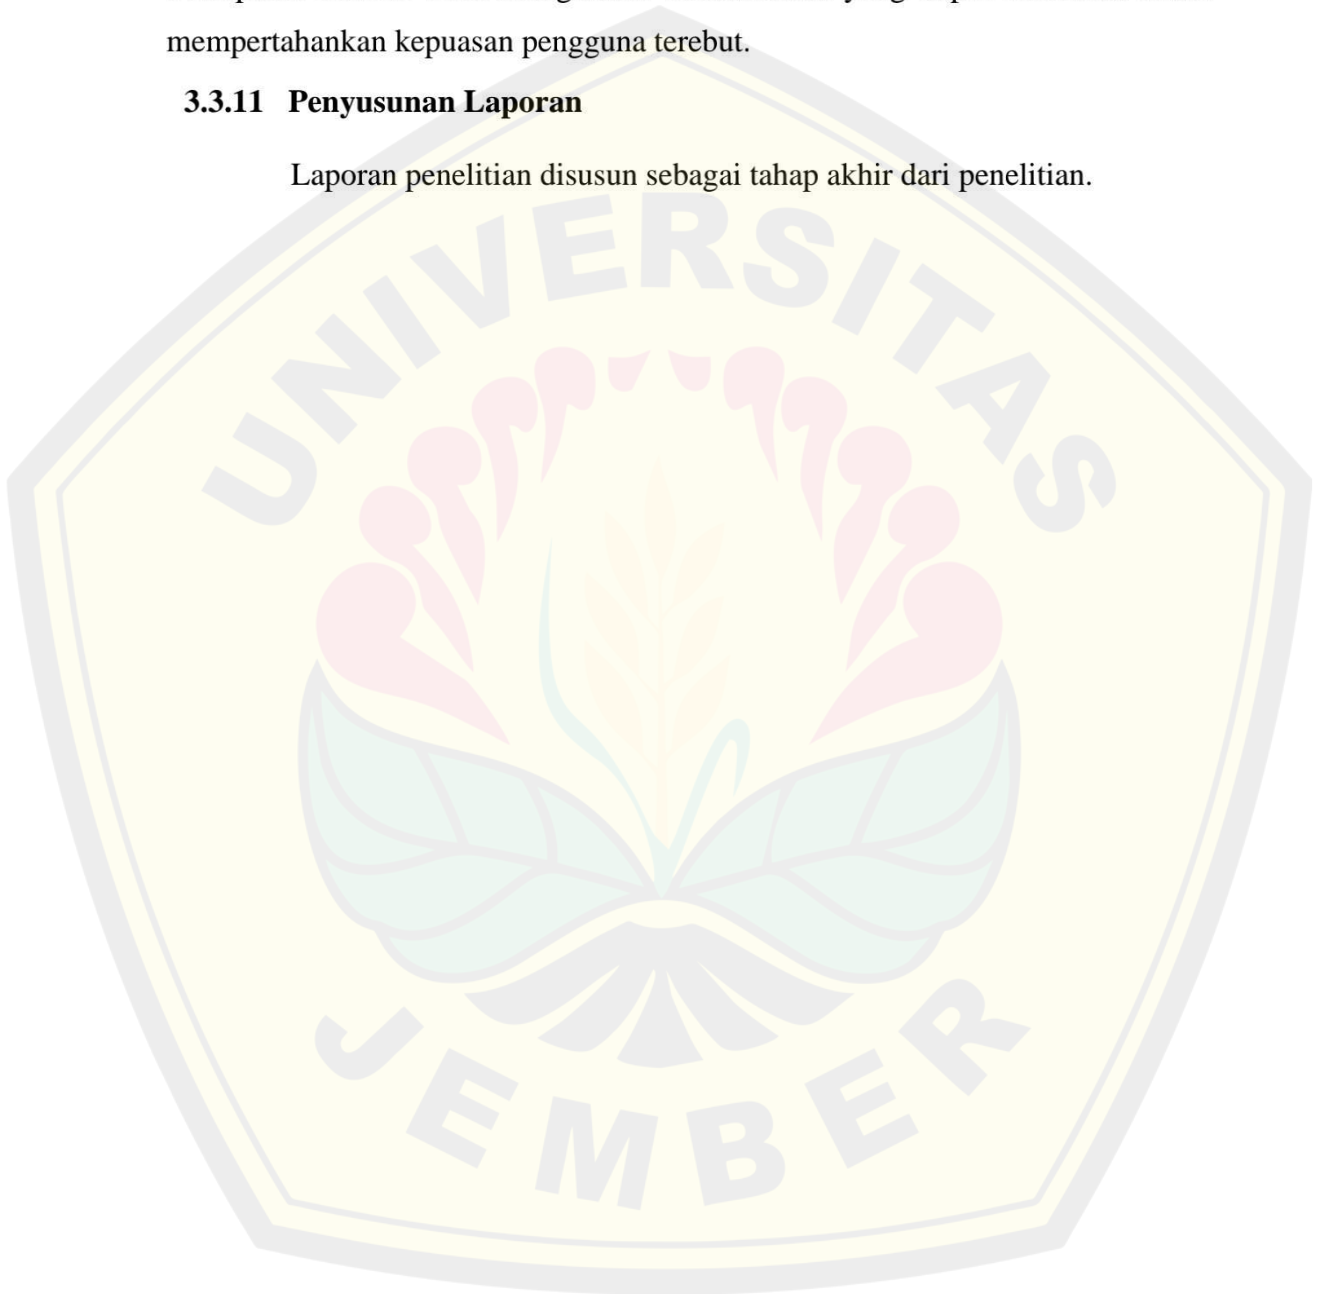 yang
mempertahankan kepuasan pengguna terebut.
3.3.11 Penyusunan Laporan
Laporan penelitian disusun sebagai tahap akhir dari penelitian.
UNIVERSITAS
JEMBER